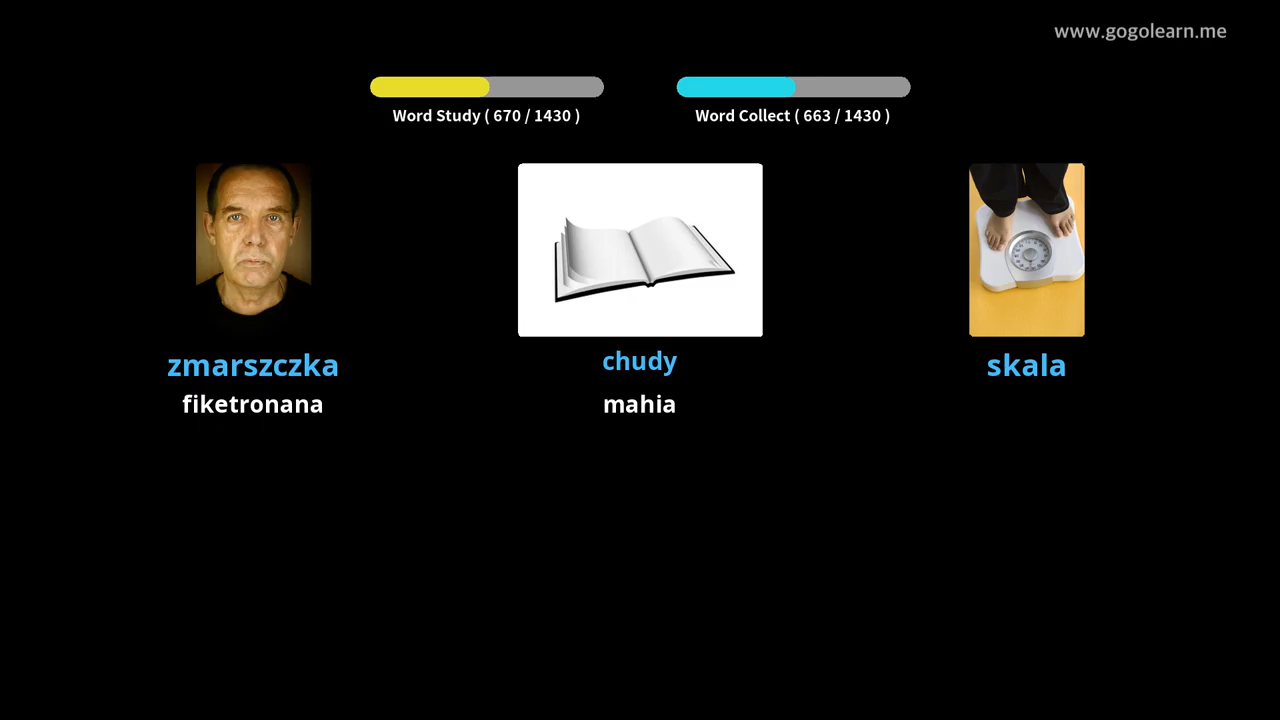 www.gogolearn.me
Word Study ( 670 / 1430 )
Word Collect ( 663 / 1430 )
zmarszczka
chudy
skala
fiketronana
mahia